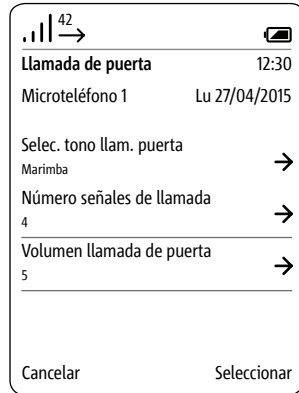 42
Llamada de puerta 12:30
Microteléfono 1 Lu 27/04/2015
Selec. tono llam. puerta
Marimba
Número señales de llamada
4
Volumen llamada de puerta
5
Cancelar Seleccionar